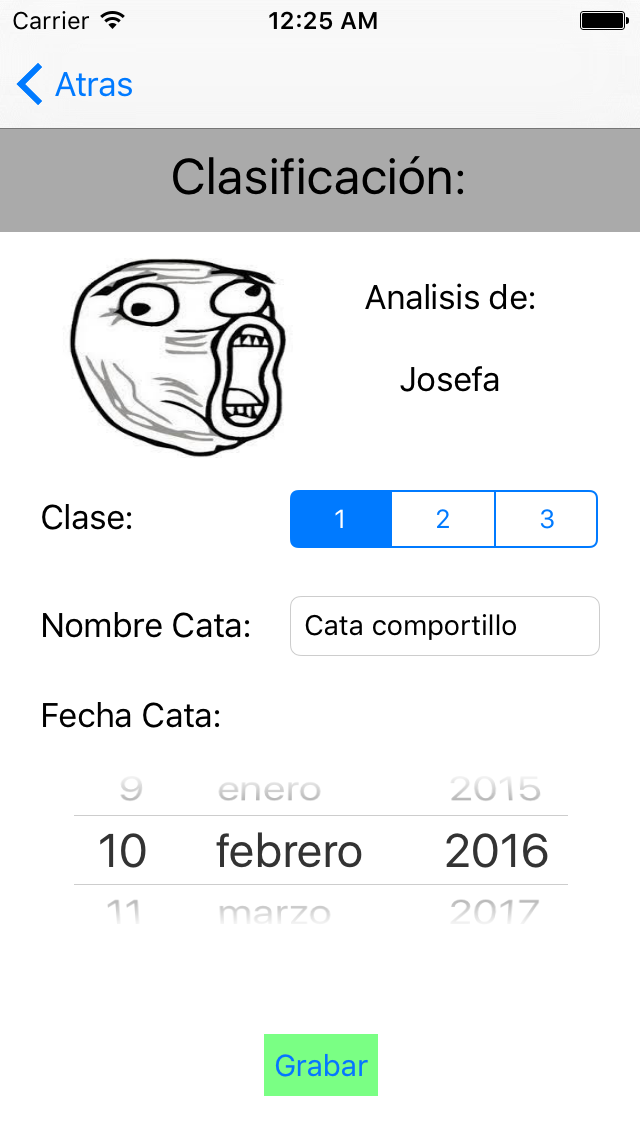 Carrier 12:25 AM
Atras
Clasificación:
Analisis de:
Josefa
Clase: 1 2 3
Nombre Cata: Cata comportillo
Fecha Cata:
9 enero 2015
10 febrero 2016
11 marzo 2017
Grabar